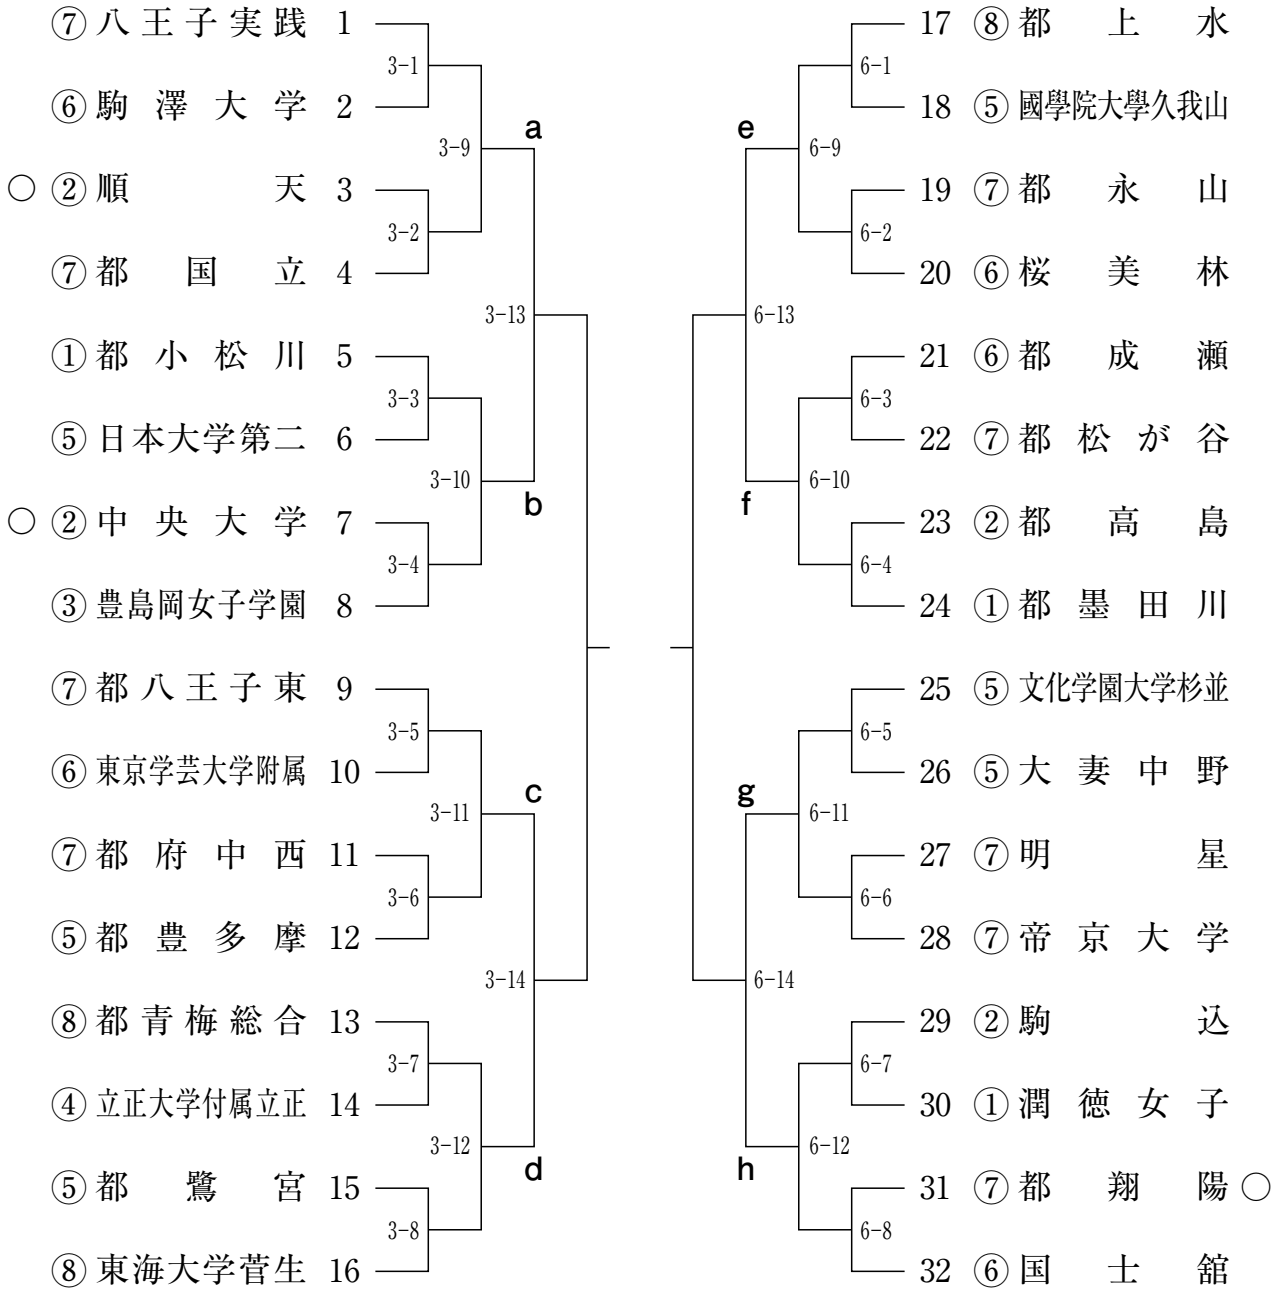 ⑦ 八王子実践 1
3-1
⑥ 駒澤大学 2
a
3-9
○ ② 順天 3
3-2
⑦ 都国立 4
3-13
① 都小松川 5
3-3
⑤ 日本大学第二 6
3-10
b
○ ② 中央大学 7
3-4
③ 豊島岡女子学園 8
⑦ 都八王子東 9
3-5
⑥ 東京学芸大学附属 10
c
3-11
⑦ 都府中西 11
3-6
⑤ 都豊多摩 12
3-14
⑧ 都青梅総合 13
3-7
④ 立正大学付属立正 14
3-12
d
⑤ 都鷺宮 15
3-8
⑧ 東海大学菅生 16
17 ⑧ 都上水
6-1
18 ⑤ 國學院大學久我山
e
6-9
19 ⑦ 都永山
6-2
20 ⑥ 桜美林
6-13
21 ⑥ 都成瀬
6-3
22 ⑦ 都松が谷
6-10
f
23 ② 都高島
6-4
24 ① 都墨田川
25 ⑤ 文化学園大学杉並
6-5
26 ⑤ 大妻中野
g
6-11
27 ⑦ 明星
6-6
28 ⑦ 帝京大学
6-14
29 ② 駒込
6-7
30 ① 潤徳女子
6-12
h
31 ⑦ 都翔陽 ○
6-8
32 ⑥ 国士舘